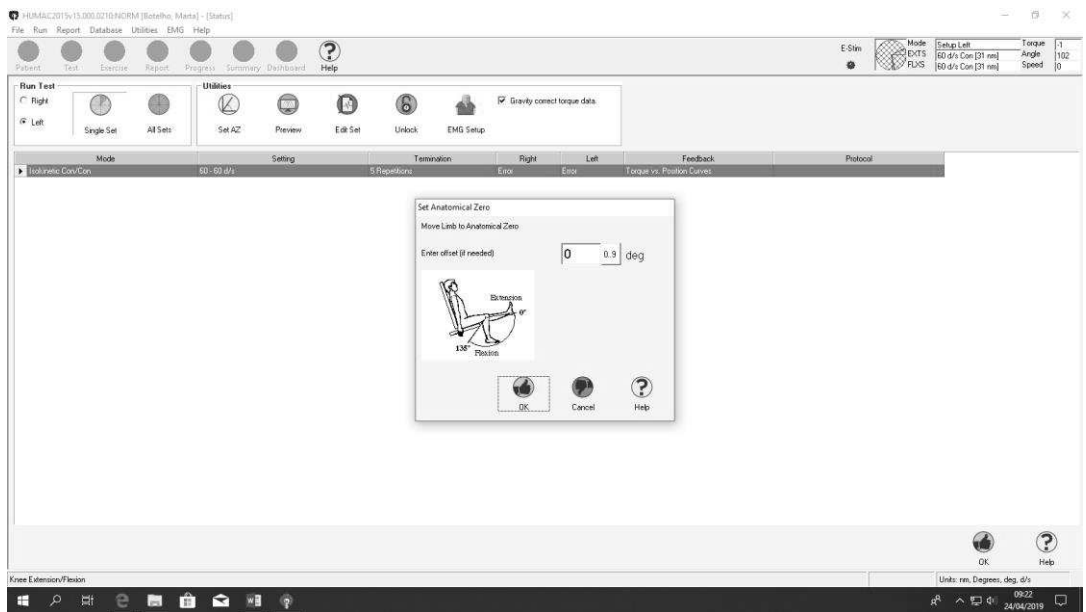 HUMAC2015v15.000.0210:NORM [Botelho, Marta] - [Status]
File Run Report Database Utilities EMG Help
Patient Test Exercise Report Progress Summary Dashboard Help
E-Stim
Mode Setup Left Torque -1
EXTS 60 d/s Con [31 nm] Angle 102
FLXS 60 d/s Con [31 nm] Speed 0
Run Test
Right
Left
Single Set All Sets
Utilities
Set AZ Preview Edit Set Unlock EMG Setup
Gravity correct torque data.
Mode Setting Termination Right Left Feedback Protocol
Isokinetic Con/Con 60 - 60 d/s 5 Repetitions Error Error Torque vs. Position Curves
Set Anatomical Zero
Move Limb to Anatomical Zero
Enter offset (if needed) 0 0..9 deg
Extension
0°
135°
Flexion
OK Cancel Help
OK Help
Knee Extension/Flexion Units: nm, Degrees, deg, d/s
09:22
24/04/2019